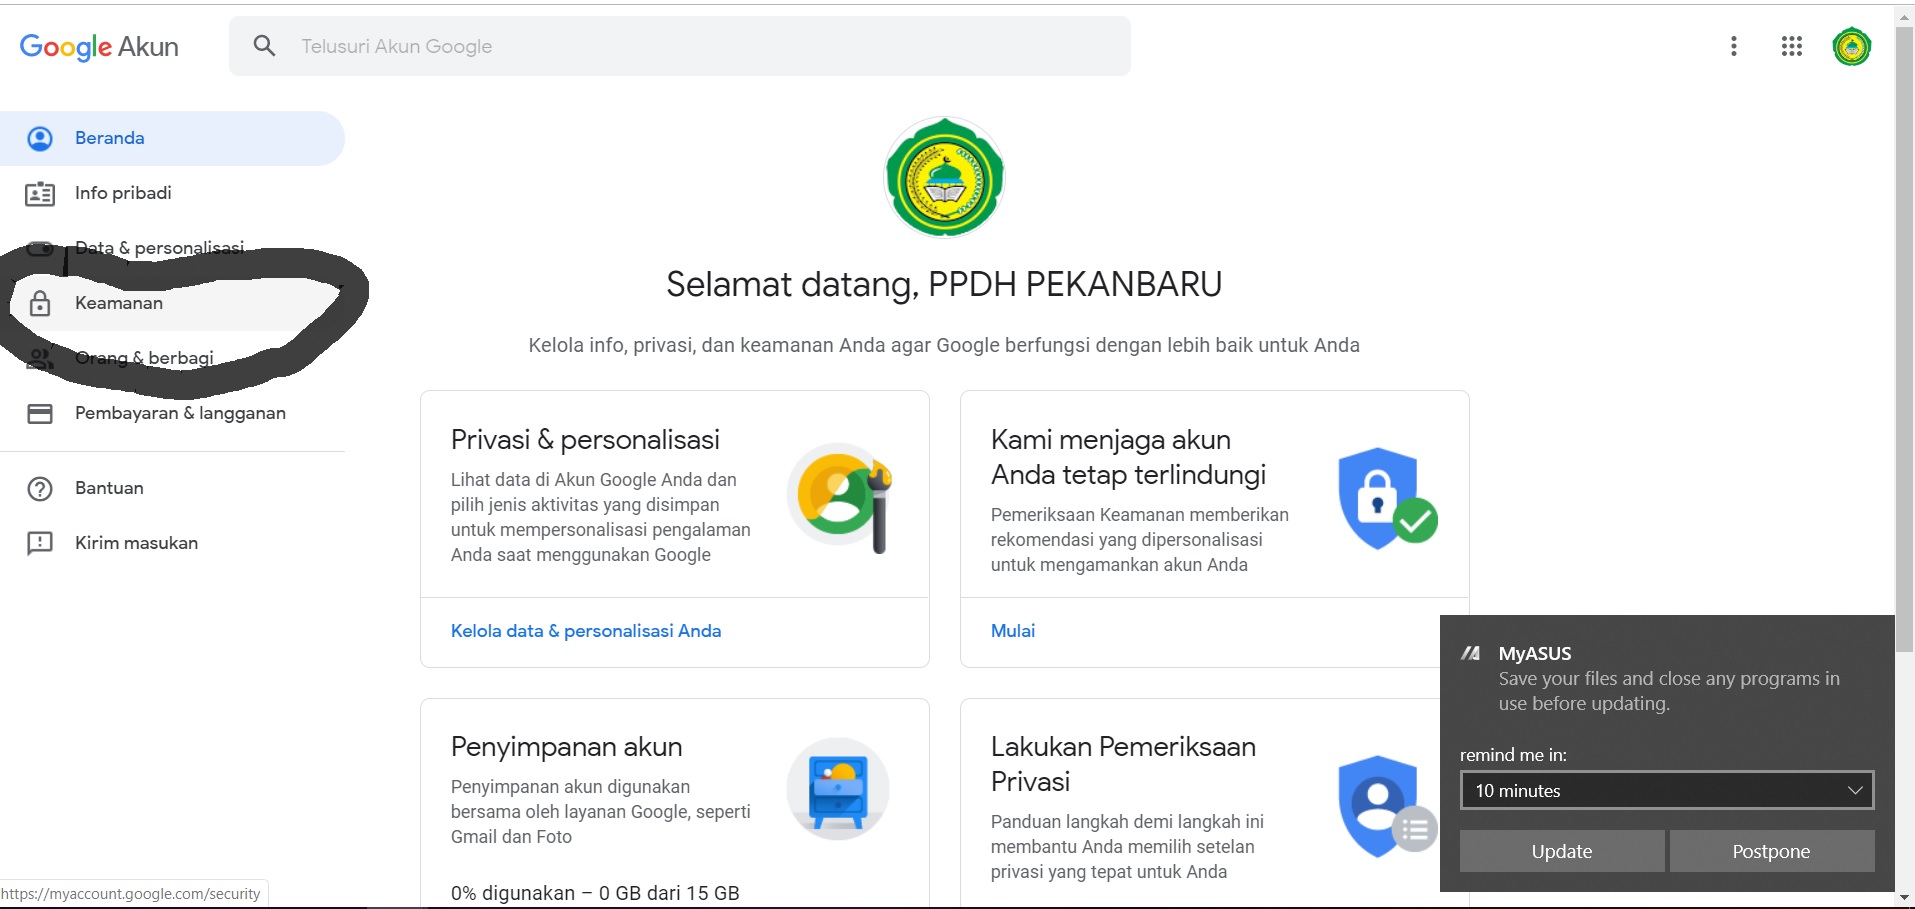 Google Akun
Telusuri Akun Google
Beranda
Info pribadi
Data & personalisasi
Keamanan
Orang & berbagi
Pembayaran & langganan
Bantuan
Kirim masukan
Selamat datang, PPDH PEKANBARU
Kelola info, privasi, dan keamanan Anda agar Google berfungsi dengan lebih baik untuk Anda
Privasi & personalisasi
Lihat data di Akun Google Anda dan
pilih jenis aktivitas yang disimpan
untuk mempersonalisasi pengalaman
Anda saat menggunakan Google
Kelola data & personalisasi Anda
Kami menjaga akun
Anda tetap terlindungi
Pemeriksaan Keamanan memberikan
rekomendasi yang dipersonalisasi
untuk mengamankan akun Anda
Mulai
Penyimpanan akun
Penyimpanan akun digunakan
bersama oleh layanan Google, seperti
Gmail dan Foto
0% digunakan – 0 GB dari 15 GB
Lakukan Pemeriksaan
Privasi
Panduan langkah demi langkah ini
membantu Anda memilih setelan
privasi yang tepat untuk Anda
MyASUS
Save your files and close any programs in
use before updating.
remind me in:
10 minutes
Update
Postpone
https://myaccount.google.com/security